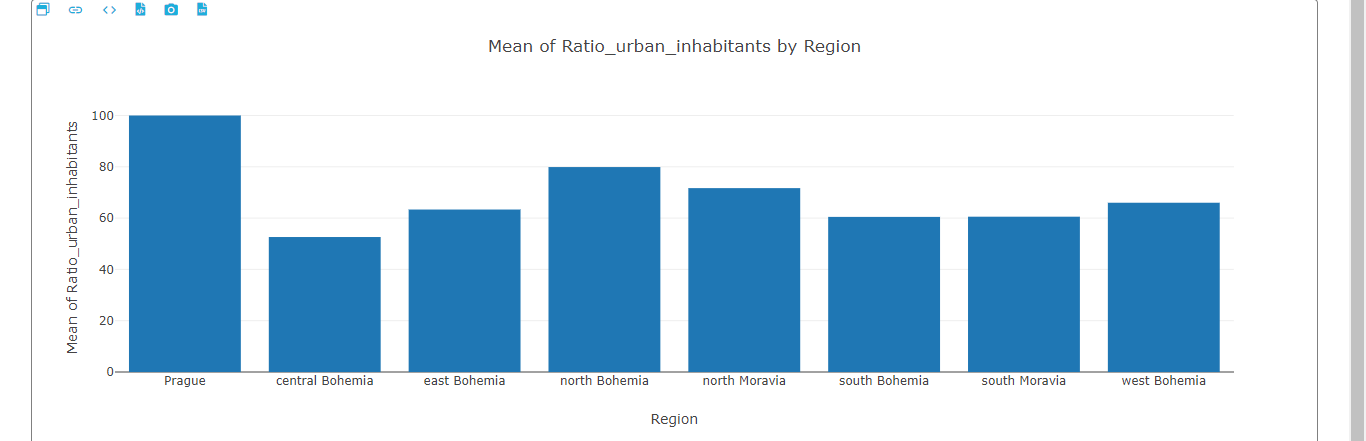 Mean of Ratio_urban_inhabitants by Region
Mean of Ratio_urban_inhabitants
100
80
60
40
20
0
Prague central Bohemia east Bohemia north Bohemia north Moravia south Bohemia south Moravia west Bohemia
Region